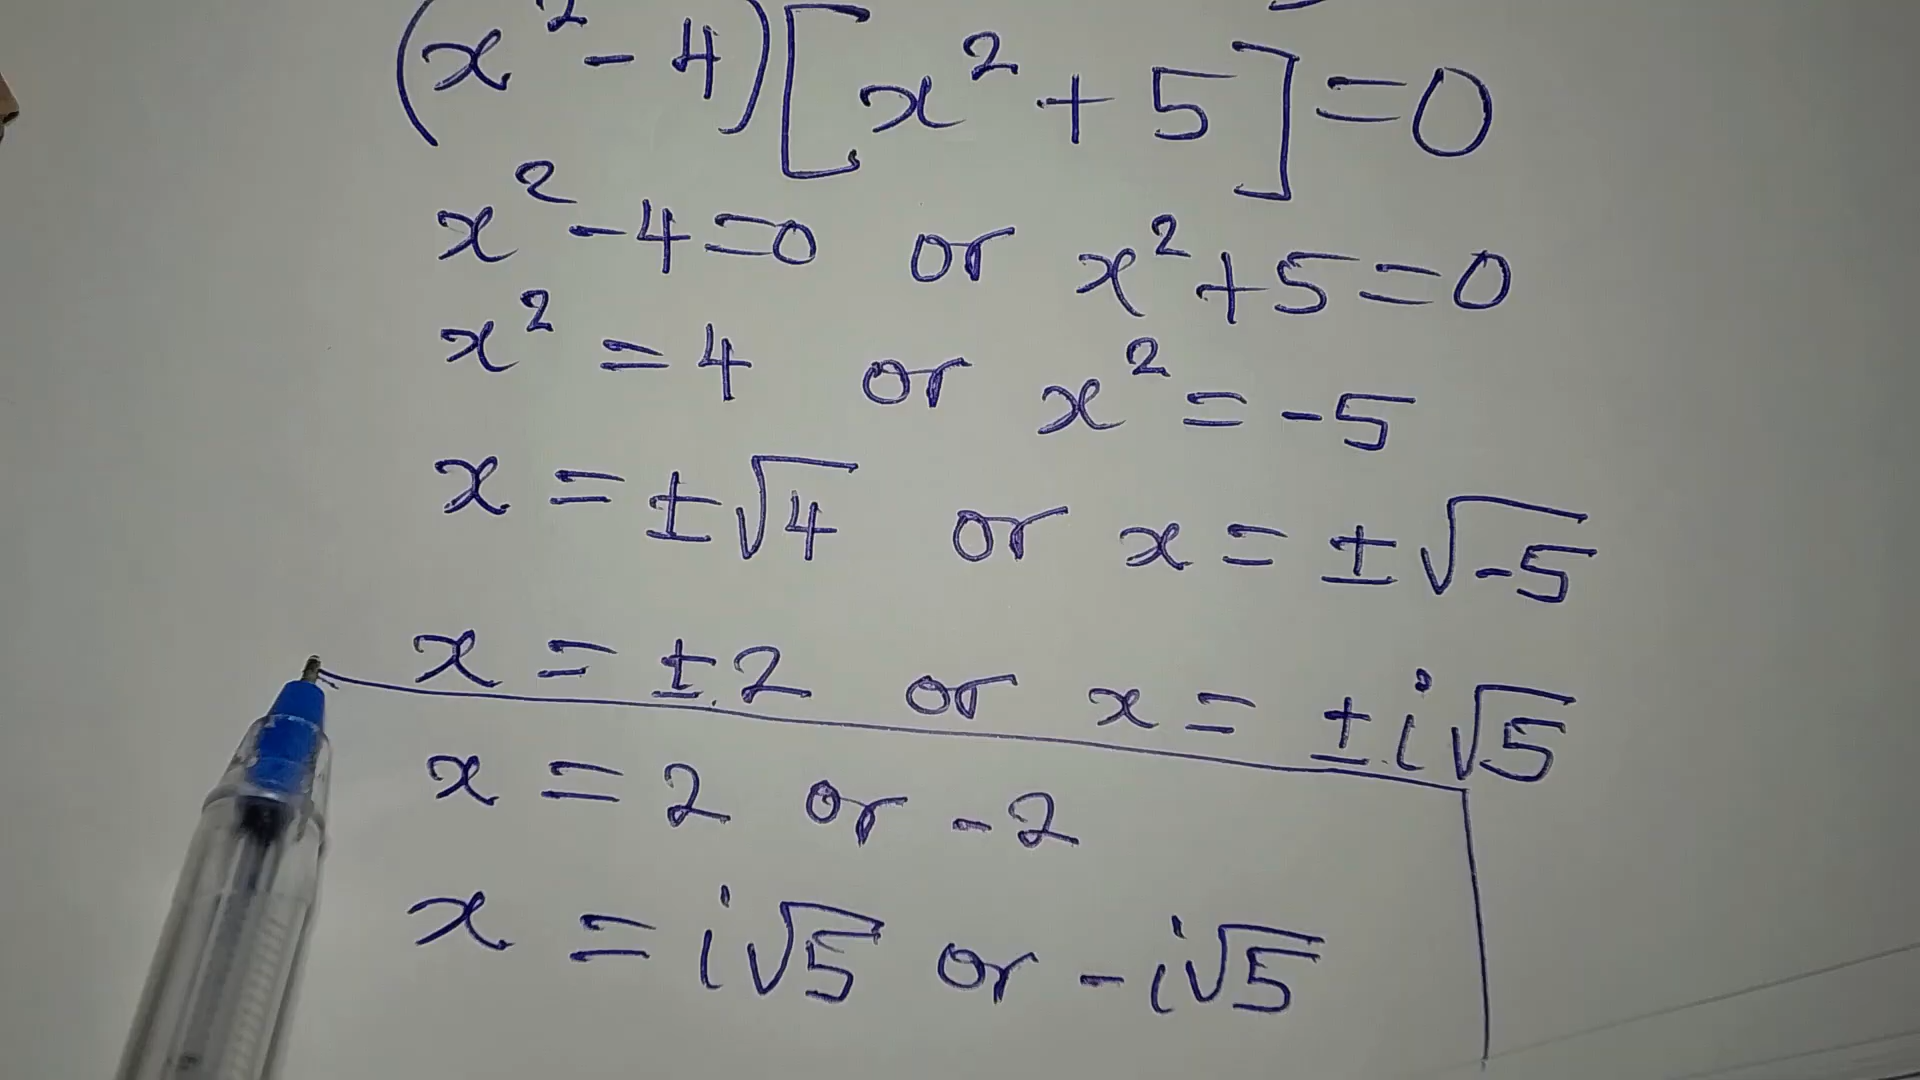 (x² - 4)[x² + 5] = 0
x² - 4 = 0 or x² + 5 = 0
x² = 4 or x² = -5
x = ±√4 or x = ±√-5
x = ±2 or x = ±i√5
x = 2 or -2
x = i√5 or -i√5